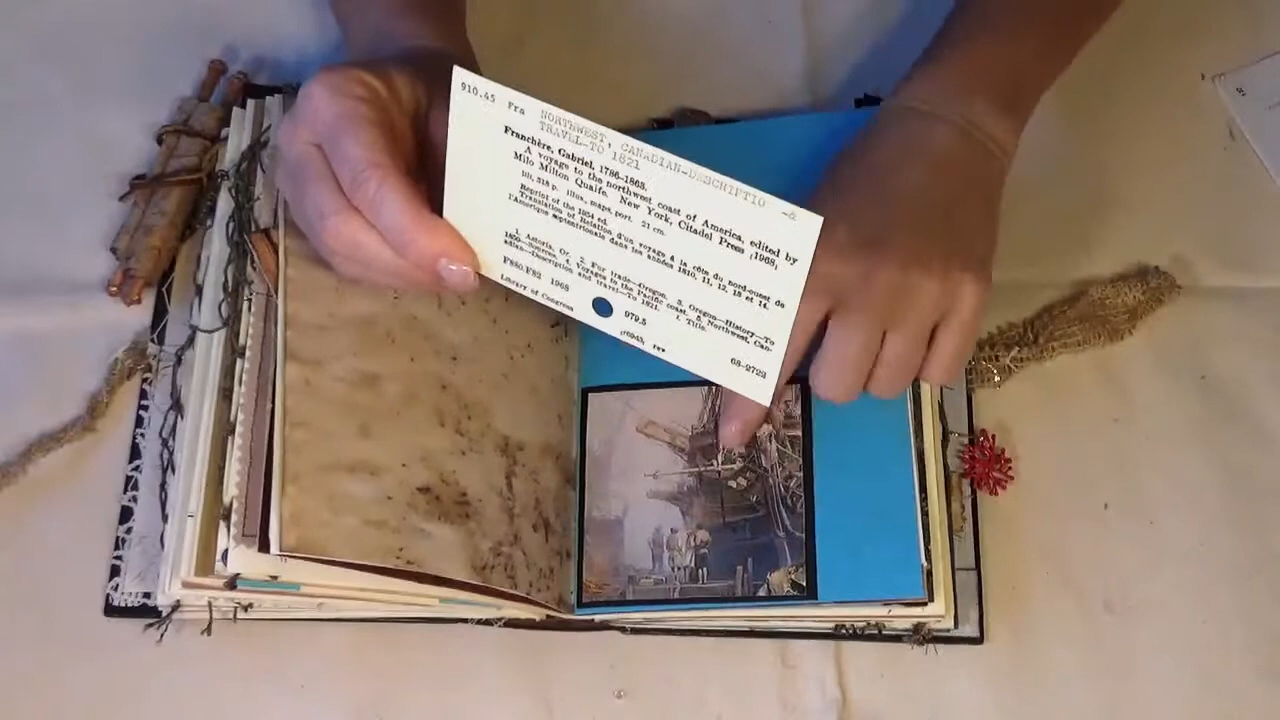 910.45 Fra NORTHWEST, CANADIAN-DESCRIPTIO -&
TRAVEL-TO 1821
Franchère, Gabriel, 1786-1863.
A voyage to the northwest coast of America, edited by
Milo Milton Quaife. New York, Citadel Press [1968]
lii, 318 p. illus., maps, port. 21 cm.
Reprint of the 1954 ed.
Translation of Relation d'un voyage à la côte du nord-ouest de
l'Amerique septentrionale dans les années 1810, 11, 12, 13 et 14.
1. Astoria, Or. 2. Fur trade—Oregon. 3. Oregon—History—To
1859—Sources. 4. Voyages to the Pacific coast. 5. Northwest, Can-
adian—Description and travel—To 1821. I. Title.
F880.F82 1968 979.5 68-2723
Library of Congress rev